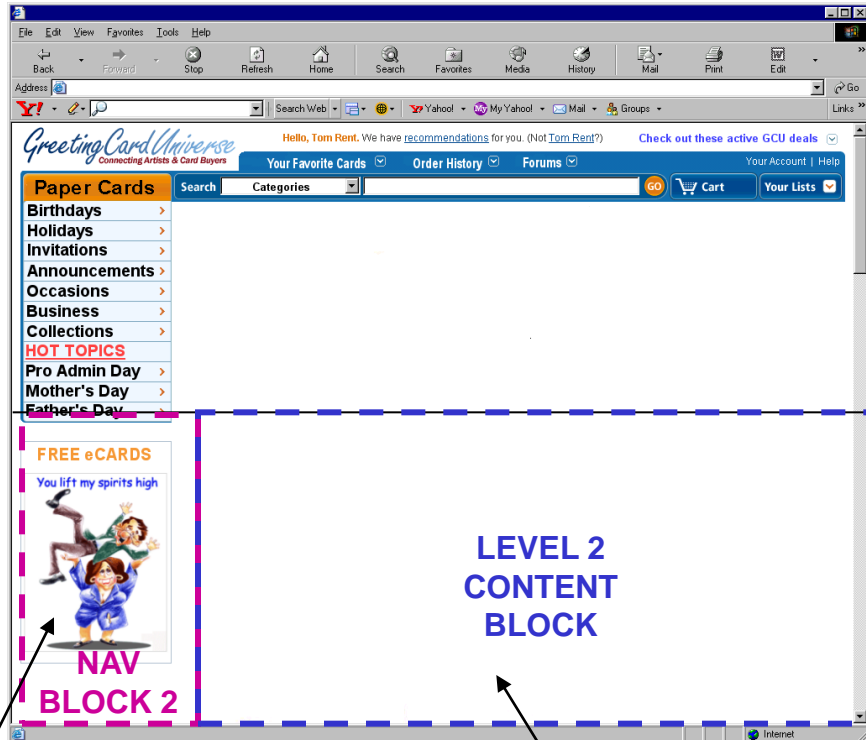 File Edit View Favorites Tools Help
Back Forward Stop Refresh Home Search Favorites Media History Mail Print Edit »
Address Go
Y! Search Web Yahoo! My Yahoo! Mail Groups Links »
GreetingCardUniverse
Connecting Artists & Card Buyers
Hello, Tom Rent. We have recommendations for you. (Not Tom Rent?) Check out these active GCU deals
Your Favorite Cards Order History Forums Your Account | Help
Paper Cards Search Categories GO Cart Your Lists
Birthdays
Holidays
Invitations
Announcements
Occasions
Business
Collections
HOT TOPICS
Pro Admin Day
Mother's Day
Father's Day
FREE eCARDS
You lift my spirits high
NAV
BLOCK 2
LEVEL 2
CONTENT
BLOCK
Internet